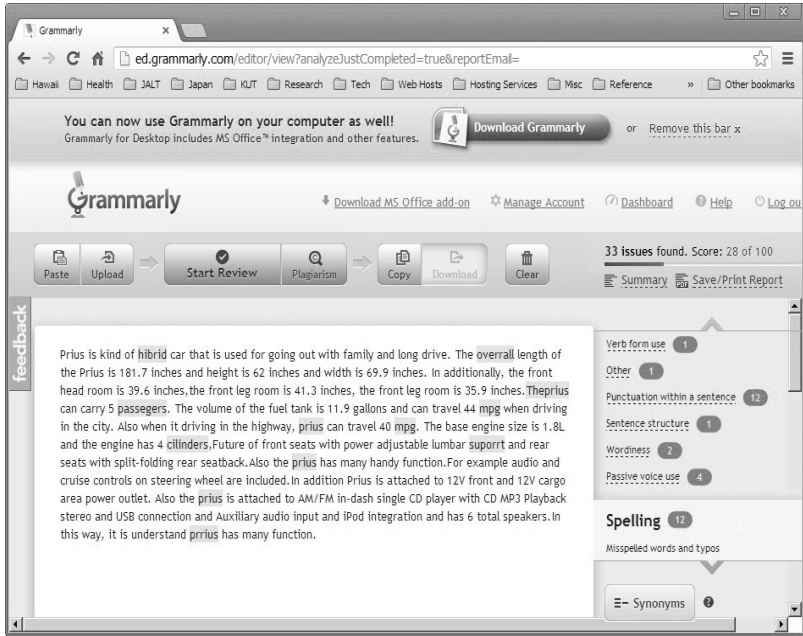 Grammarly
ed.grammarly.com/editor/view?analyzeJustCompleted=true&reportEmail=
Hawaii Health JALT Japan KUT Research Tech Web Hosts Hosting Services Misc Reference » Other bookmarks
You can now use Grammarly on your computer as well!
Grammarly for Desktop includes MS Office™ integration and other features.
Download Grammarly or Remove this bar x
Grammarly
Download MS Office add-on Manage Account Dashboard Help Log ou
Paste Upload Start Review Plagiarism Copy Download Clear
33 issues found. Score: 28 of 100
Summary Save/Print Report
feedback
Prius is kind of hibrid car that is used for going out with family and long drive. The overrall length of
the Prius is 181.7 inches and height is 62 inches and width is 69.9 inches. In additionally, the front
head room is 39.6 inches,the front leg room is 41.3 inches, the front leg room is 35.9 inches.Theprius
can carry 5 passegers. The volume of the fuel tank is 11.9 gallons and can travel 44 mpg when driving
in the city. Also when it driving in the highway, prius can travel 40 mpg. The base engine size is 1.8L
and the engine has 4 cilinders,Future of front seats with power adjustable lumbar suporrt and rear
seats with split-folding rear seatback.Also the prius has many handy function.For example audio and
cruise controls on steering wheel are included.In addition Prius is attached to 12V front and 12V cargo
area power outlet. Also the prius is attached to AM/FM in-dash single CD player with CD MP3 Playback
stereo and USB connection and Auxiliary audio input and iPod integration and has 6 total speakers.In
this way, it is understand prrius has many function.
Verb form use 1
Other 1
Punctuation within a sentence 12
Sentence structure 1
Wordiness 2
Passive voice use 4
Spelling 12
Misspelled words and typos
Synonyms ?